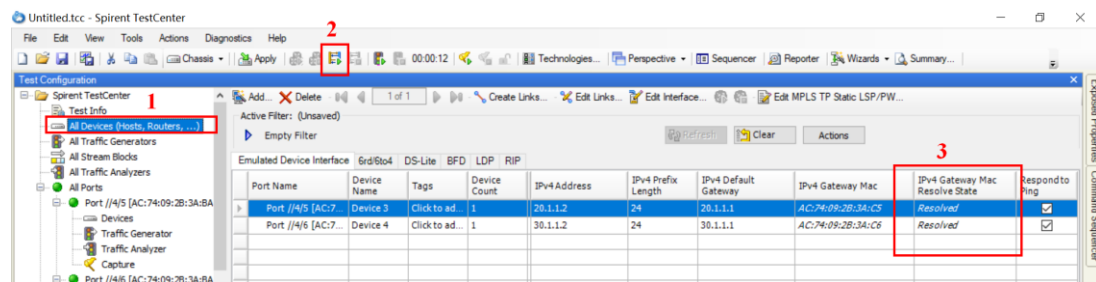 Untitled.tcc - Spirent TestCenter
2
File Edit View Tools Actions Diagnostics Help
Chassis Apply 00:00:12 Technologies... Perspective Sequencer Reporter Wizards Summary...
Test Configuration
Spirent TestCenter
1
Test Info
All Devices (Hosts, Routers, ...)
All Traffic Generators
All Stream Blocks
All Traffic Analyzers
All Ports
Port //4/5 [AC:74:09:2B:3A:BA
Devices
Traffic Generator
Traffic Analyzer
Capture
Port //4/6 [AC:74:09:2B:3A:BA
Add... Delete 1 of 1 Create Links... Edit Links... Edit Interface... Edit MPLS TP Static LSP/PW...
Active Filter: (Unsaved)
Empty Filter Refresh Clear Actions
3
Emulated Device Interface 6rd/6to4 DS-Lite BFD LDP RIP
Port Name Device Name Tags Device Count IPv4 Address IPv4 Prefix Length IPv4 Default Gateway IPv4 Gateway Mac IPv4 Gateway Mac Resolve State Respond to Ping
Port //4/5 [AC:7... Device 3 Click to ad... 1 20.1.1.2 24 20.1.1.1 AC:74:09:2B:3A:C5 Resolved
Port //4/6 [AC:7... Device 4 Click to ad... 1 30.1.1.2 24 30.1.1.1 AC:74:09:2B:3A:C6 Resolved
Exposed Properties
Command Sequencer